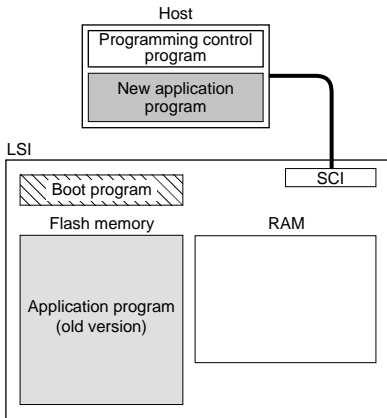 Host
Programming control
program
New application
program
LSI
SCI
Boot program
Flash memory
RAM
Application program
(old version)